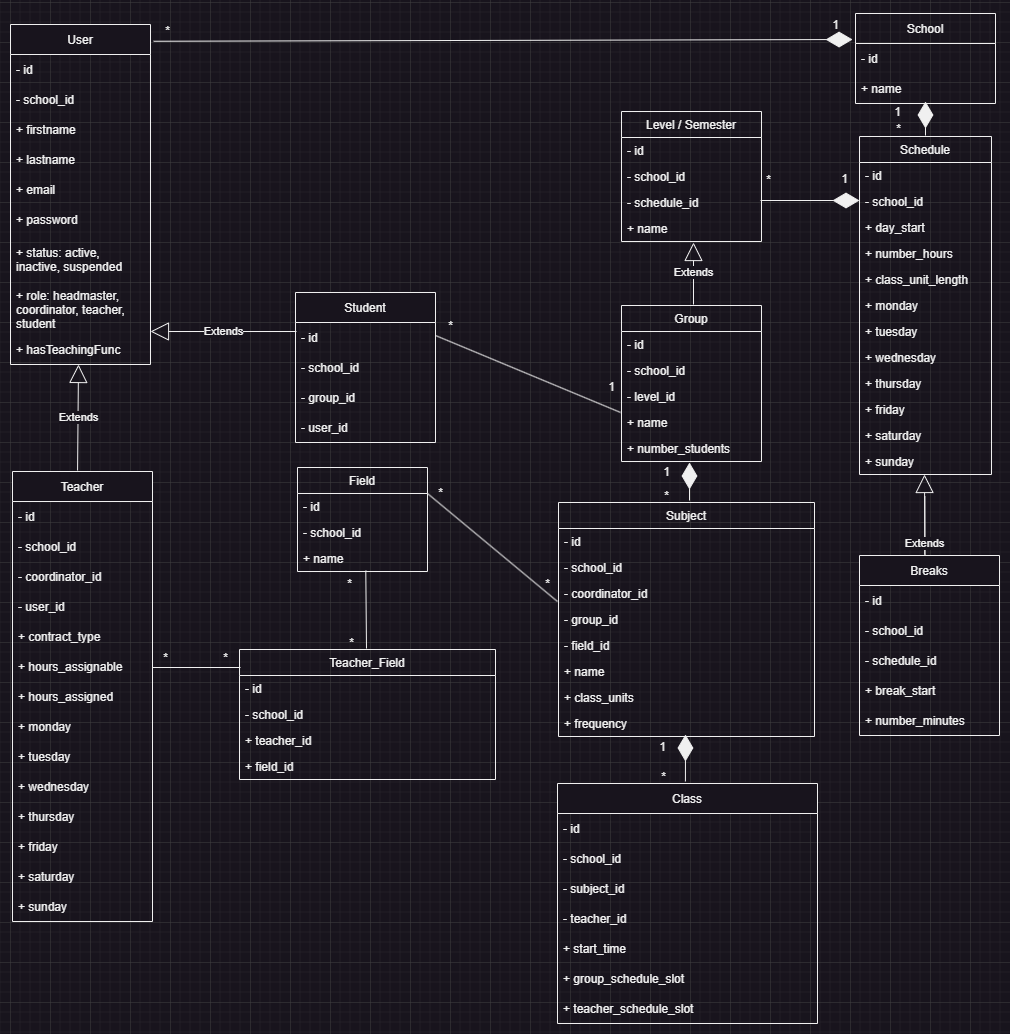 User
- id
- school_id
+ firstname
+ lastname
+ email
+ password
+ status: active,
inactive, suspended
+ role: headmaster,
coordinator, teacher,
student
+ hasTeachingFunc
*
1
School
- id
+ name
1
*
Level / Semester
- id
- school_id
- schedule_id
+ name
*
1
Schedule
- id
- school_id
+ day_start
+ number_hours
+ class_unit_length
+ monday
+ tuesday
+ wednesday
+ thursday
+ friday
+ saturday
+ sunday
Extends
Student
- id
- school_id
- group_id
- user_id
Extends
*
1
Group
- id
- school_id
- level_id
+ name
+ number_students
Extends
Teacher
- id
- school_id
- coordinator_id
- user_id
+ contract_type
+ hours_assignable
+ hours_assigned
+ monday
+ tuesday
+ wednesday
+ thursday
+ friday
+ saturday
+ sunday
Field
- id
- school_id
+ name
*
*
1
*
Subject
- id
- school_id
- coordinator_id
- group_id
- field_id
+ name
+ class_units
+ frequency
Extends
Breaks
- id
- school_id
- schedule_id
+ break_start
+ number_minutes
*
*
*
*
Teacher_Field
- id
- school_id
+ teacher_id
+ field_id
1
*
Class
- id
- school_id
- subject_id
- teacher_id
+ start_time
+ group_schedule_slot
+ teacher_schedule_slot